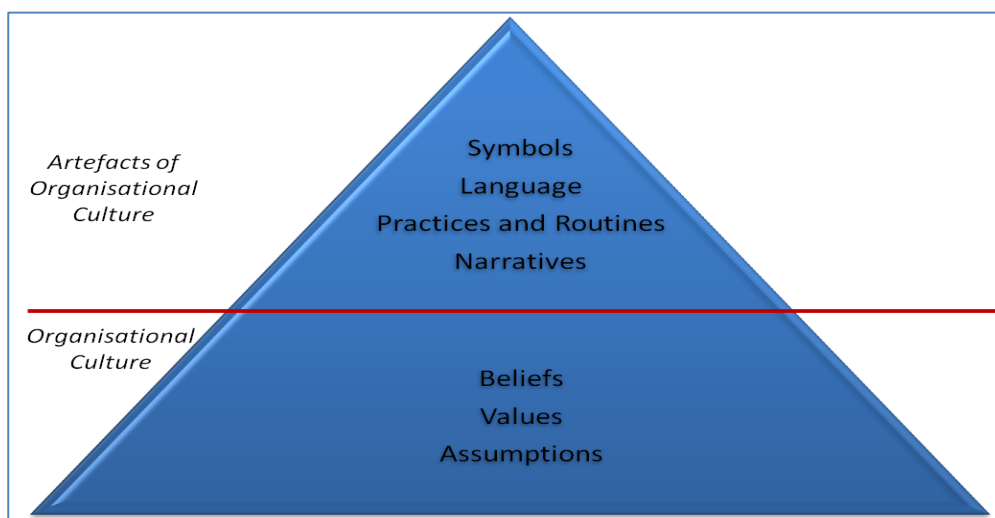 Artefacts of
Organisational
Culture
Symbols
Language
Practices and Routines
Narratives
Organisational
Culture
Beliefs
Values
Assumptions